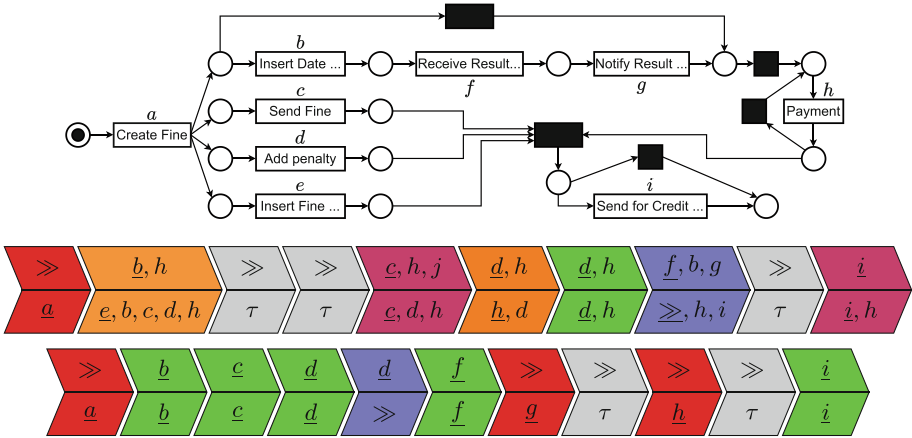 b
Insert Date ...
Receive Result...
Notify Result ...
f
g
h
Payment
c
Send Fine
a
Create Fine
d
Add penalty
e
Insert Fine ...
i
Send for Credit ...
≫ b, h ≫ ≫ c, h, j d, h d, h f, b, g ≫ i
a e, b, c, d, h τ τ c, d, h h, d d, h ≫, h, i τ i, h
≫ b c d d f ≫ ≫ ≫ ≫ i
a b c d ≫ f g τ h τ i